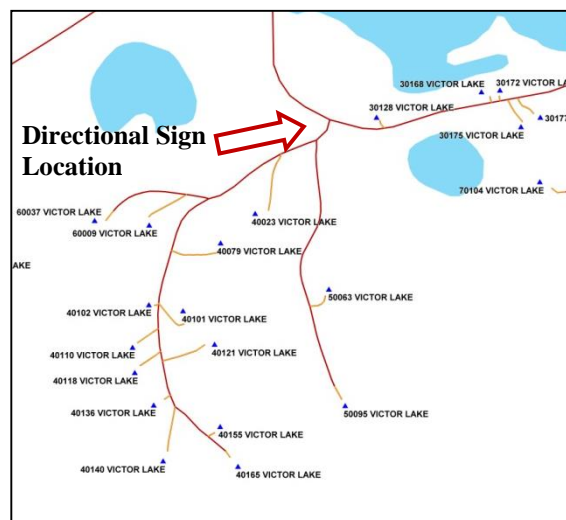 30168 VICTOR LAKE
30172 VICTOR LAK
30128 VICTOR LAKE
30177
Directional Sign
Location
30175 VICTOR LAKE
70104 VICTOR LAKE
60037 VICTOR LAKE
60009 VICTOR LAKE
40023 VICTOR LAKE
40079 VICTOR LAKE
AKE
50063 VICTOR LAKE
40102 VICTOR LAKE
40101 VICTOR LAKE
40110 VICTOR LAKE
40121 VICTOR LAKE
40118 VICTOR LAKE
40136 VICTOR LAKE
50095 VICTOR LAKE
40155 VICTOR LAKE
40140 VICTOR LAKE
40165 VICTOR LAKE